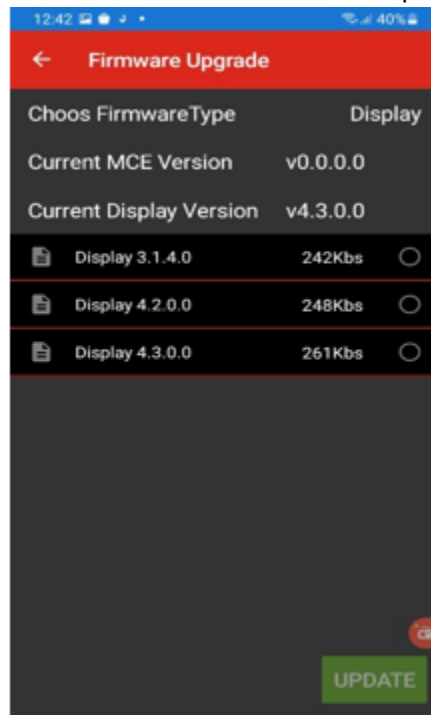 12:42 40%
Firmware Upgrade
Choos FirmwareType Display
Current MCE Version v0.0.0.0
Current Display Version v4.3.0.0
Display 3.1.4.0 242Kbs
Display 4.2.0.0 248Kbs
Display 4.3.0.0 261Kbs
UPDATE